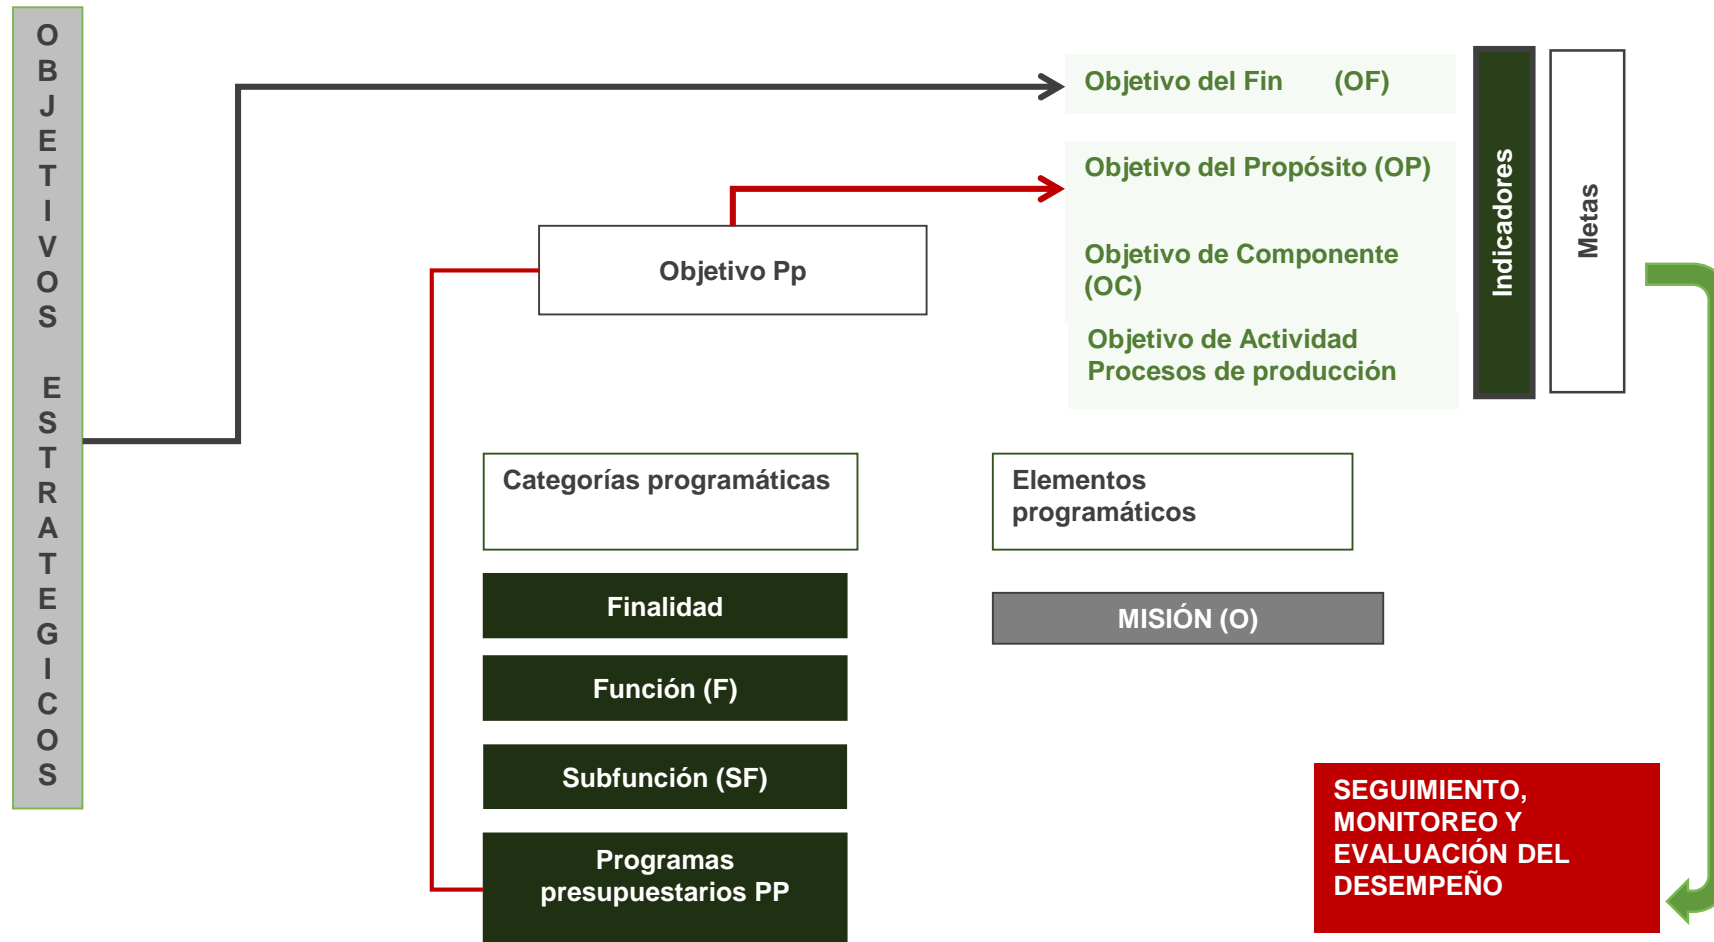 OBJETIVOS ESTRATEGICOS
Objetivo del Fin (OF)
Objetivo del Propósito (OP)
Objetivo de Componente
(OC)
Objetivo de Actividad
Procesos de producción
Indicadores
Metas
Objetivo Pp
Categorías programáticas
Elementos
programáticos
Finalidad
MISIÓN (O)
Función (F)
Subfunción (SF)
Programas
presupuestarios PP
SEGUIMIENTO,
MONITOREO Y
EVALUACIÓN DEL
DESEMPEÑO